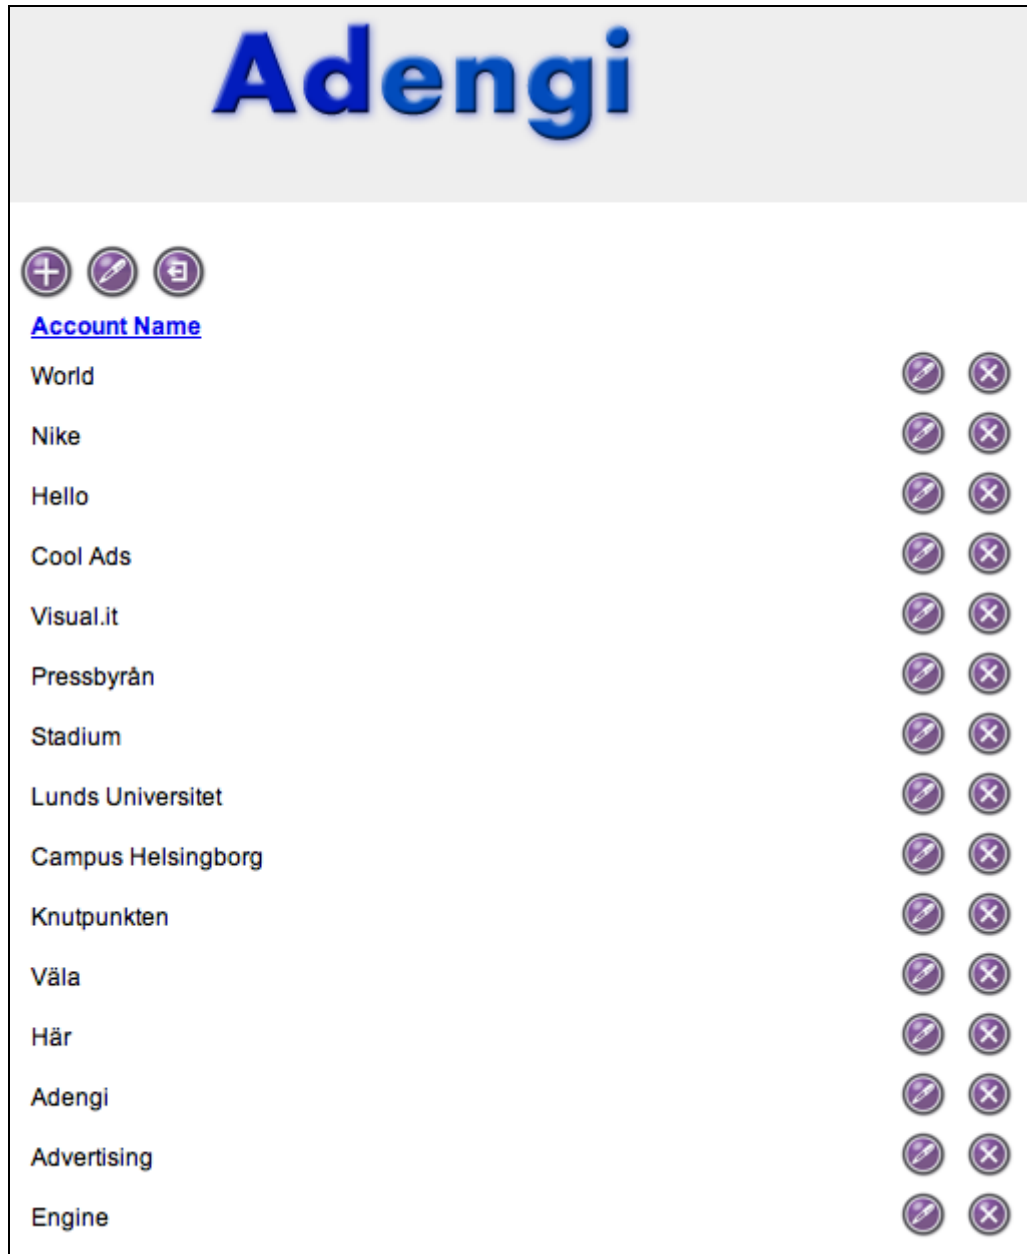 Adengi
Account Name
World
Nike
Hello
Cool Ads
Visual.it
Pressbyrån
Stadium
Lunds Universitet
Campus Helsingborg
Knutpunkten
Väla
Här
Adengi
Advertising
Engine